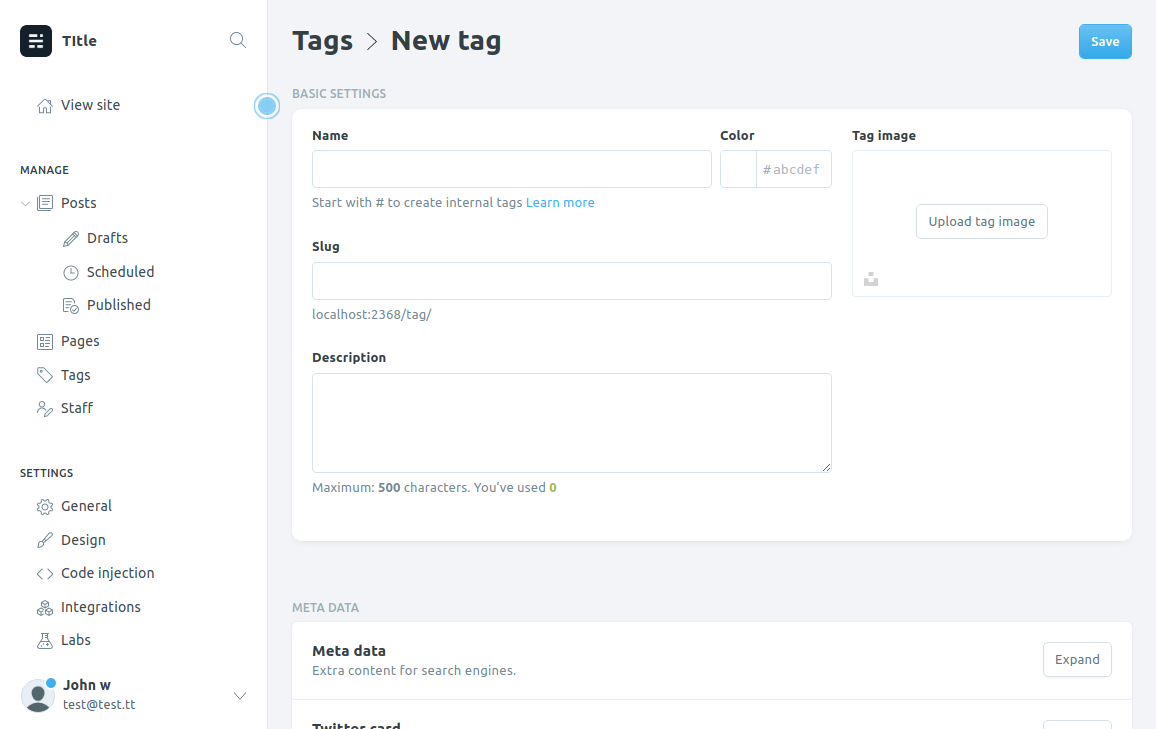 TItle
View site
MANAGE
Posts
Drafts
Scheduled
Published
Pages
Tags
Staff
SETTINGS
General
Design
Code injection
Integrations
Labs
John w
test@test.tt
Tags > New tag
Save
BASIC SETTINGS
Name
Color
#abcdef
Start with # to create internal tags Learn more
Slug
localhost:2368/tag/
Description
Maximum: 500 characters. You’ve used 0
Tag image
Upload tag image
META DATA
Meta data
Extra content for search engines.
Expand
Twitter card